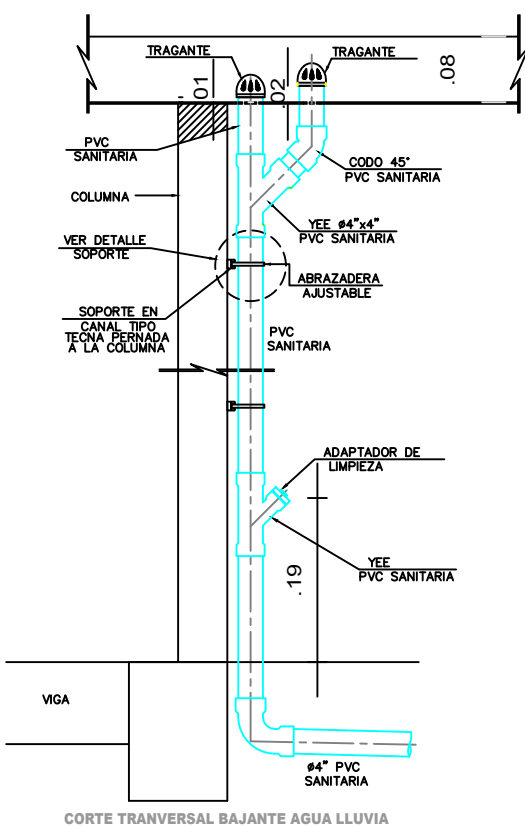 TRAGANTE
TRAGANTE
.01
.02
.08
PVC
SANITARIA
CODO 45°
PVC SANITARIA
COLUMNA
YEE ø4"x4"
PVC SANITARIA
VER DETALLE
SOPORTE
ABRAZADERA
AJUSTABLE
SOPORTE EN
CANAL TIPO
TECNA PERNADA
A LA COLUMNA
PVC
SANITARIA
ADAPTADOR DE
LIMPIEZA
YEE
PVC SANITARIA
.19
VIGA
ø4" PVC
SANITARIA
CORTE TRANVERSAL BAJANTE AGUA LLUVIA